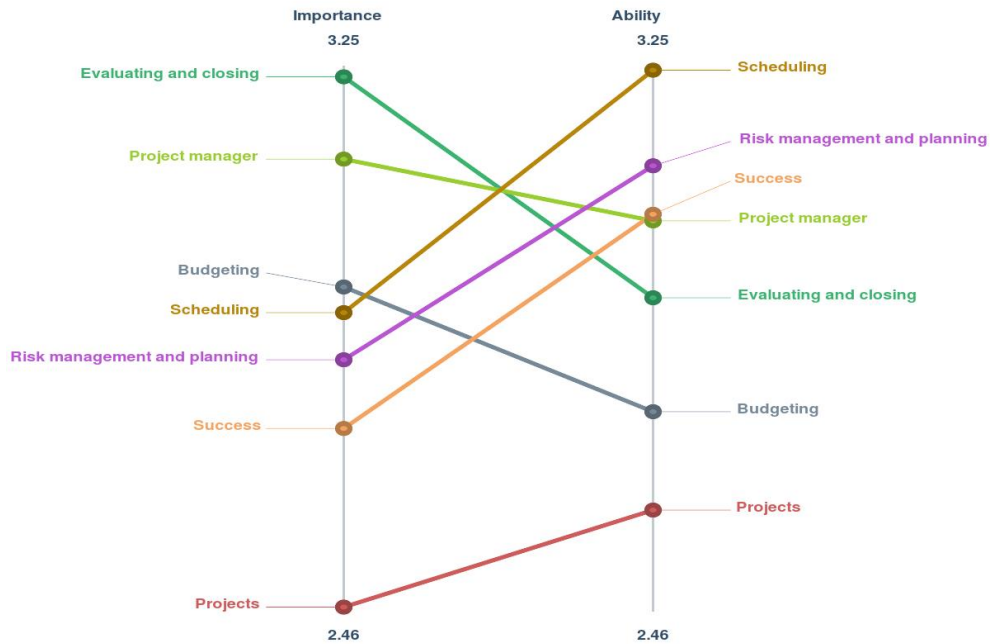 Importance
Ability
3.25
3.25
Evaluating and closing
Project manager
Budgeting
Scheduling
Risk management and planning
Success
Projects
Scheduling
Risk management and planning
Success
Project manager
Evaluating and closing
Budgeting
Projects
2.46
2.46